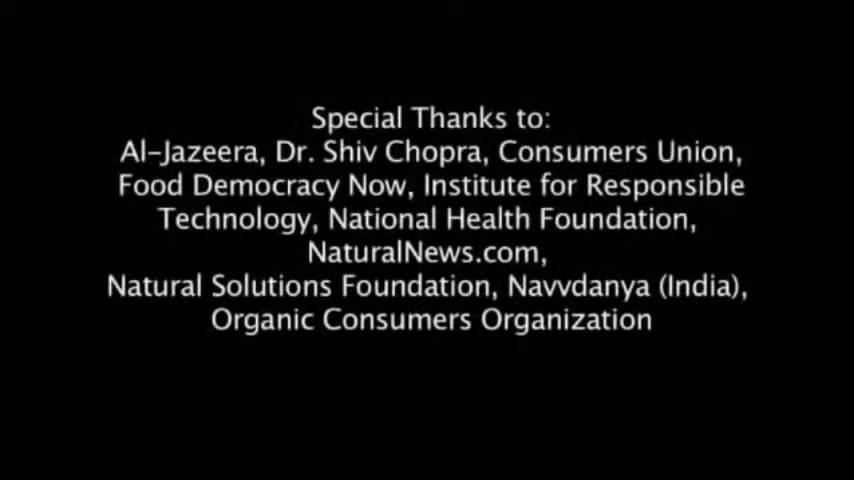 Special Thanks to:
Al-Jazeera, Dr. Shiv Chopra, Consumers Union,
Food Democracy Now, Institute for Responsible
Technology, National Health Foundation,
NaturalNews.com,
Natural Solutions Foundation, Navvdanya (India),
Organic Consumers Organization